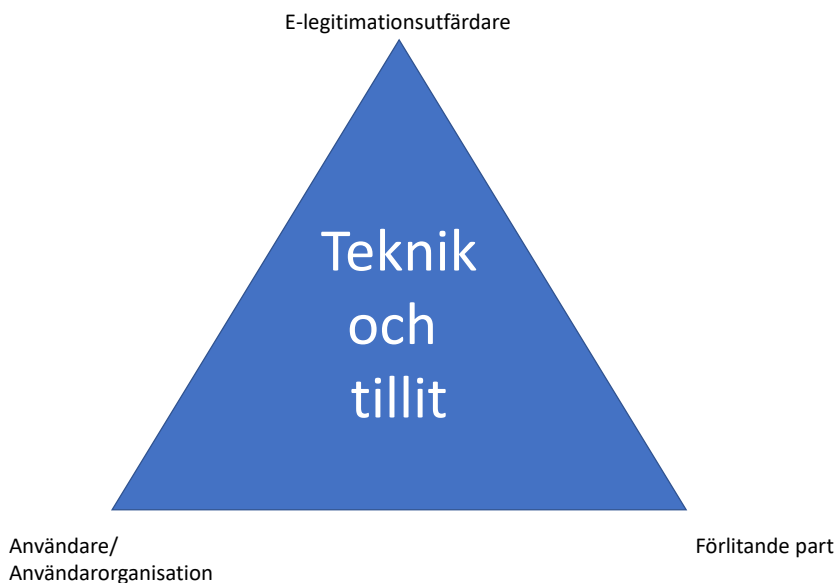 E-legitimationsutfärdare
Teknik
och
tillit
Användare/
Användarorganisation
Förlitande part